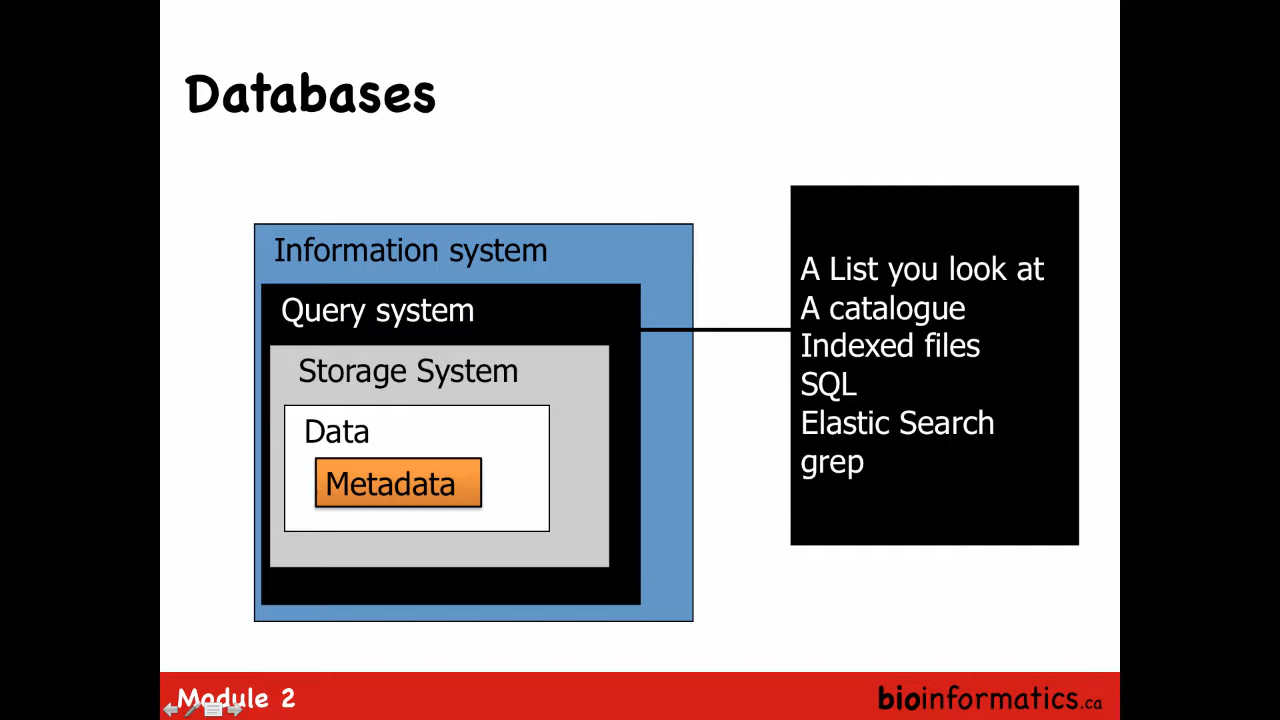 Databases
Information system
Query system
Storage System
Data
Metadata
A List you look at
A catalogue
Indexed files
SQL
Elastic Search
grep
Module 2
bioinformatics.ca